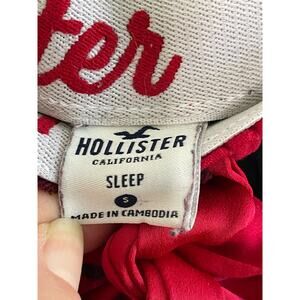 ter
HOLLISTER
CALIFORNIA
SLEEP
S
MADE IN CAMBODIA